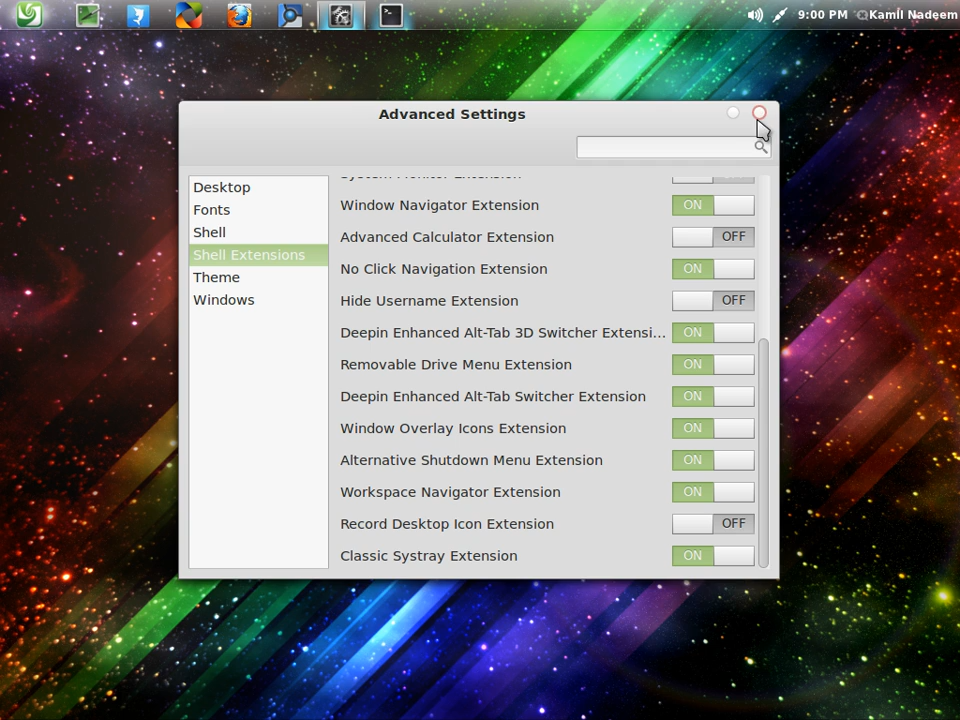 9:00 PM Kamil Nadeem
Advanced Settings
Desktop
Fonts
Shell
Shell Extensions
Theme
Windows
System Monitor Extension
Window Navigator Extension ON
Advanced Calculator Extension OFF
No Click Navigation Extension ON
Hide Username Extension OFF
Deepin Enhanced Alt-Tab 3D Switcher Extensi... ON
Removable Drive Menu Extension ON
Deepin Enhanced Alt-Tab Switcher Extension ON
Window Overlay Icons Extension ON
Alternative Shutdown Menu Extension ON
Workspace Navigator Extension ON
Record Desktop Icon Extension OFF
Classic Systray Extension ON